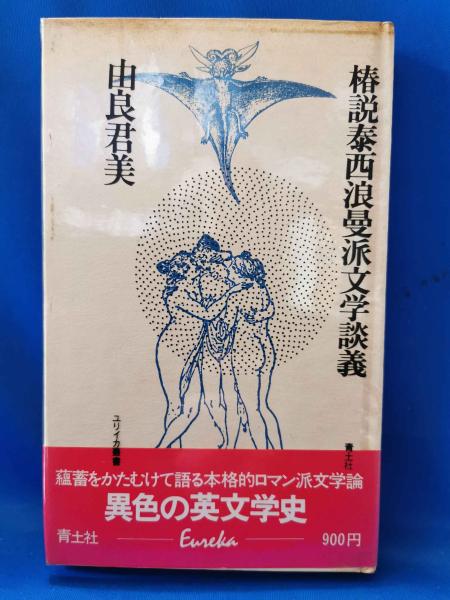 椿説泰西浪曼派文学談義
由良君美
ユリイカ叢書
青土社
蘊蓄をかたむけて語る本格的ロマン派文学論
異色の英文学史
青土社
Eureka
900円